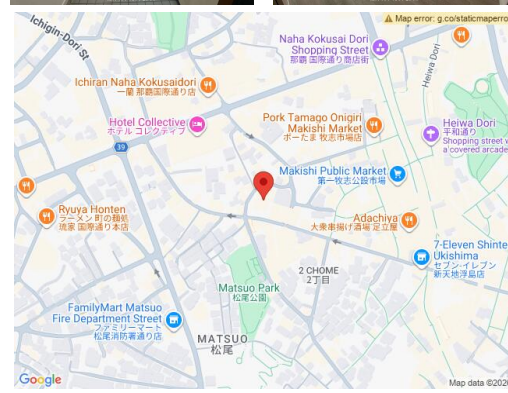 Map error: g.co/staticmaperro
Ichigin-Dori St
Naha Kokusai Dori
Shopping Street
那覇 国際通り商店街
Heiwa Dori
Ichiran Naha Kokusaidori
一蘭 那覇国際通り店
Hotel Collective
ホテル コレクティブ
Pork Tamago Onigiri
Makishi Market
ポーたま 牧志市場店
Heiwa Dori
平和通り
Shopping street w
a covered arcade
39
Makishi Public Market
第一牧志公設市場
Ryuya Honten
ラーメン 町の麺処
琉家 国際通り本店
Adachiya
大衆串揚げ酒場 足立屋
7-Eleven Shinte
Ukishima
セブン-イレブン
新天地浮島店
2 CHOME
2丁目
Matsuo Park
松尾公園
FamilyMart Matsuo
Fire Department Street
ファミリーマート
松尾消防署通り店
MATSUO
松尾
Google
Map data ©202